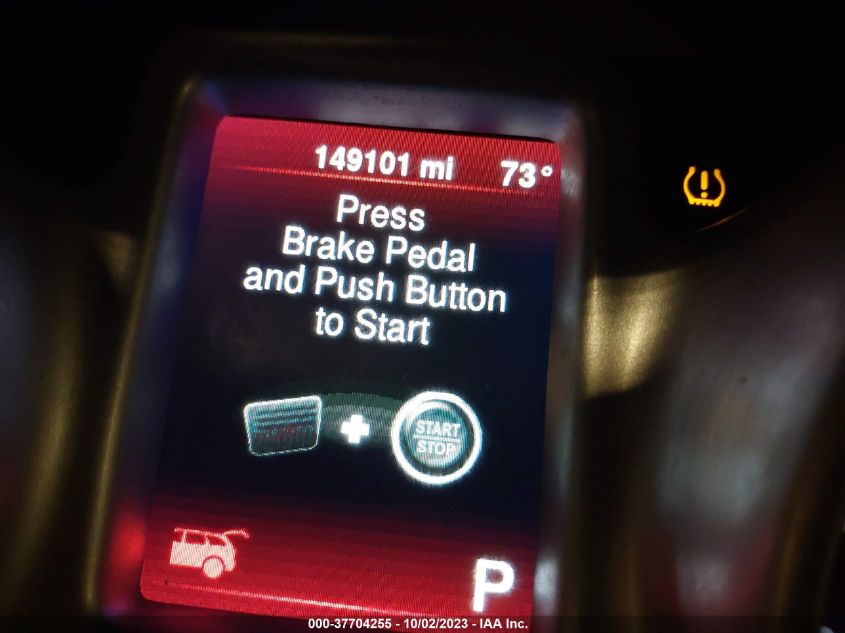 149101 mi 73°
Press
Brake Pedal
and Push Button
to Start
START
STOP
P
000-37704255 - 10/02/2023 - IAA Inc.